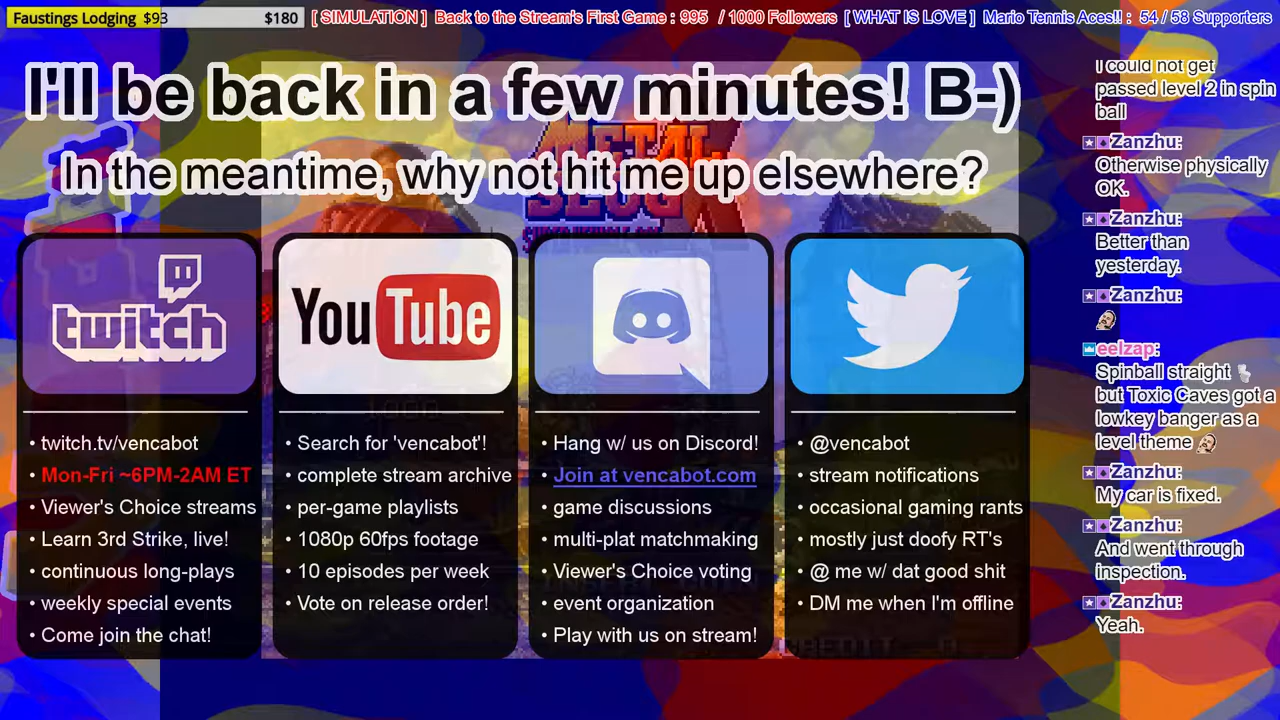 Faustings Lodging $93 $180 [ SIMULATION ] Back to the Stream's First Game : 995 / 1000 Followers [ WHAT IS LOVE ] Mario Tennis Aces!! : 54 / 58 Supporters
I'll be back in a few minutes! B-)
In the meantime, why not hit me up elsewhere?
METAL
SLUG X
twitch
• twitch.tv/vencabot
• Mon-Fri ~6PM-2AM ET
• Viewer's Choice streams
• Learn 3rd Strike, live!
• continuous long-plays
• weekly special events
• Come join the chat!
YouTube
• Search for 'vencabot'!
• complete stream archive
• per-game playlists
• 1080p 60fps footage
• 10 episodes per week
• Vote on release order!
• Hang w/ us on Discord!
• Join at vencabot.com
• game discussions
• multi-plat matchmaking
• Viewer's Choice voting
• event organization
• Play with us on stream!
• @vencabot
• stream notifications
• occasional gaming rants
• mostly just doofy RT's
• @ me w/ dat good shit
• DM me when I'm offline
I could not get
passed level 2 in spin
ball
Zanzhu:
Otherwise physically
OK.
Zanzhu:
Better than
yesterday.
Zanzhu:
eelzap:
Spinball straight
but Toxic Caves got a
lowkey banger as a
level theme
Zanzhu:
My car is fixed.
Zanzhu:
And went through
inspection.
Zanzhu:
Yeah.